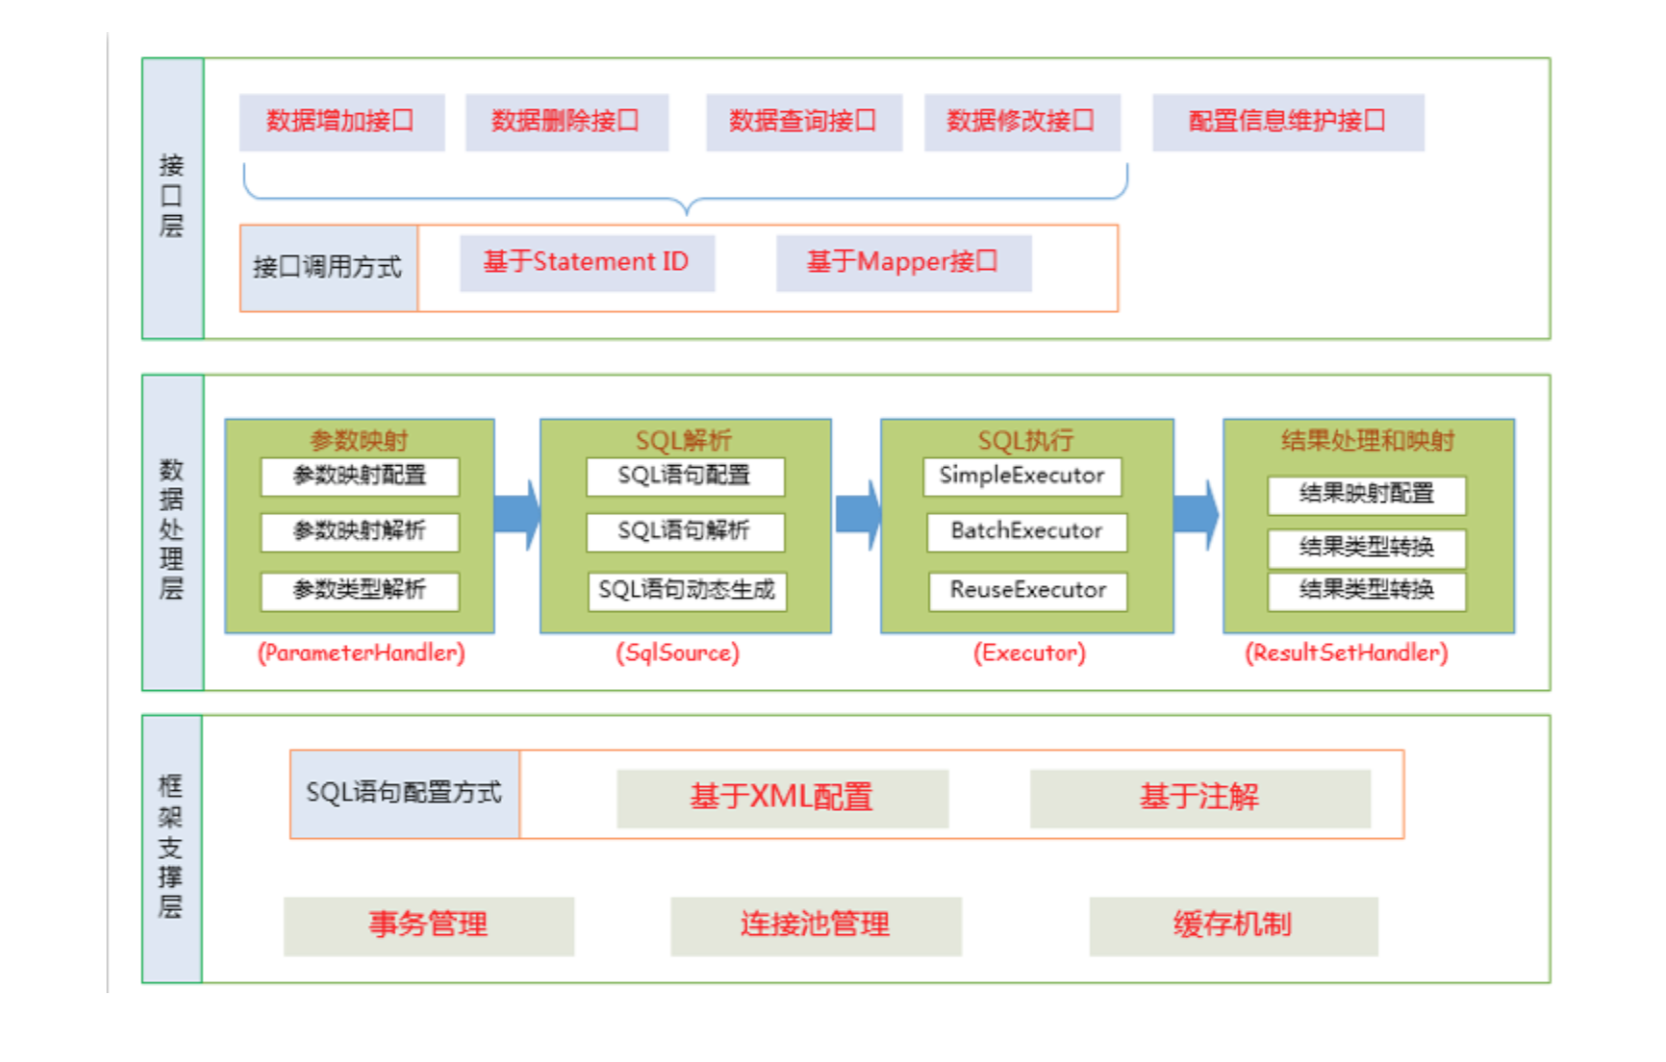 接口层
数据增加接口
数据删除接口
数据查询接口
数据修改接口
配置信息维护接口
接口调用方式
基于Statement ID
基于Mapper接口
数据处理层
参数映射
参数映射配置
参数映射解析
参数类型解析
(ParameterHandler)
SQL解析
SQL语句配置
SQL语句解析
SQL语句动态生成
(SqlSource)
SQL执行
SimpleExecutor
BatchExecutor
ReuseExecutor
(Executor)
结果处理和映射
结果映射配置
结果类型转换
结果类型转换
(ResultSetHandler)
框架支撑层
SQL语句配置方式
基于XML配置
基于注解
事务管理
连接池管理
缓存机制